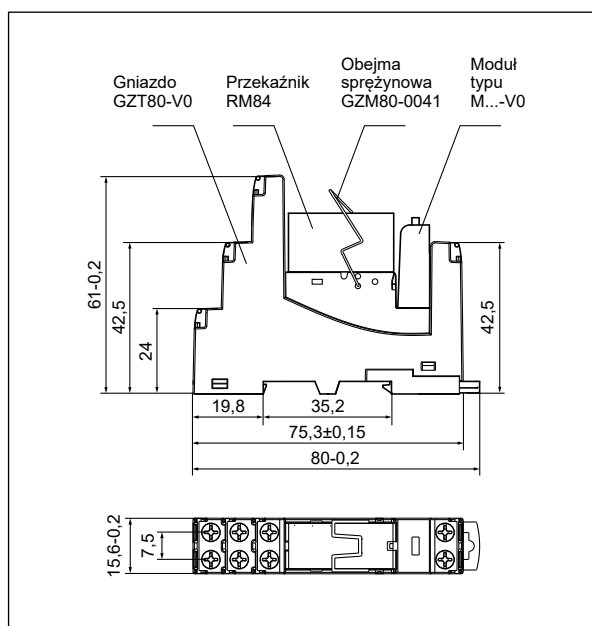 Gniazdo
GZT80-V0
Przekaźnik
RM84
Obejma
sprężynowa
GZM80-0041
Moduł
typu
M...-V0
61-0,2
42,5
24
42,5
19,8
35,2
75,3±0,15
80-0,2
15,6-0,2
7,5